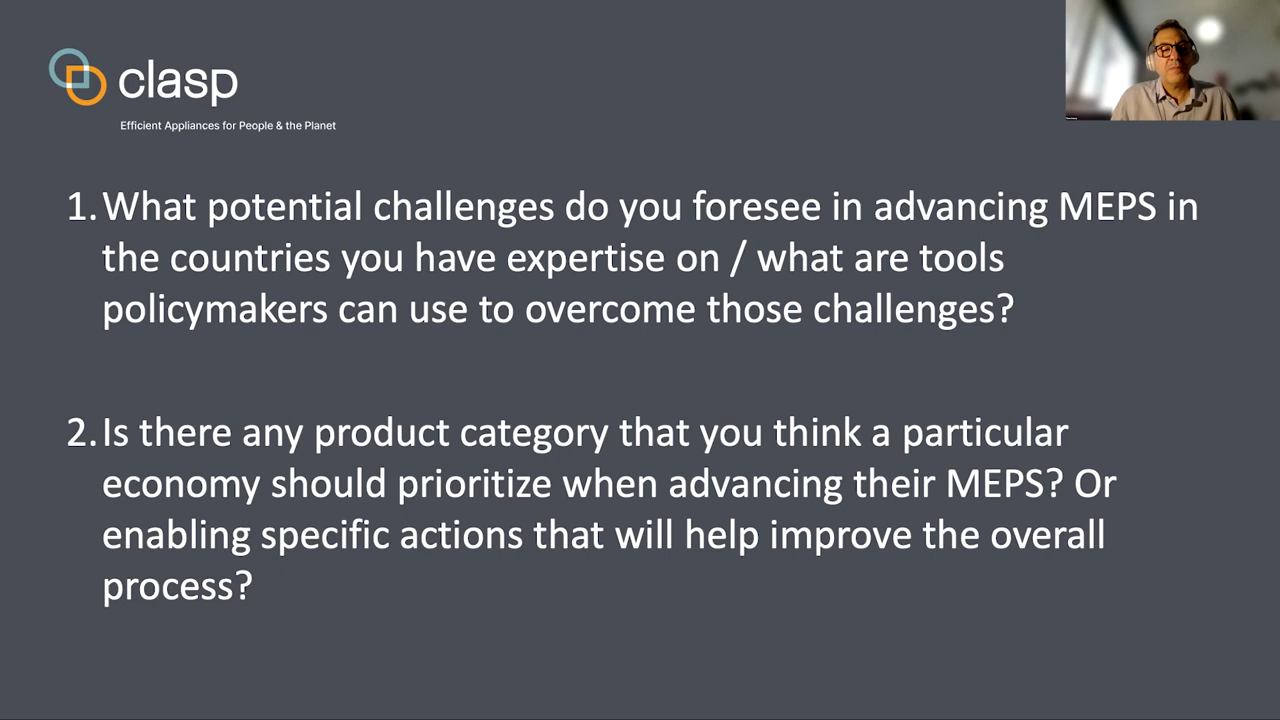 clasp
Efficient Appliances for People & the Planet
1. What potential challenges do you foresee in advancing MEPS in
the countries you have expertise on / what are tools
policymakers can use to overcome those challenges?
2. Is there any product category that you think a particular
economy should prioritize when advancing their MEPS? Or
enabling specific actions that will help improve the overall
process?